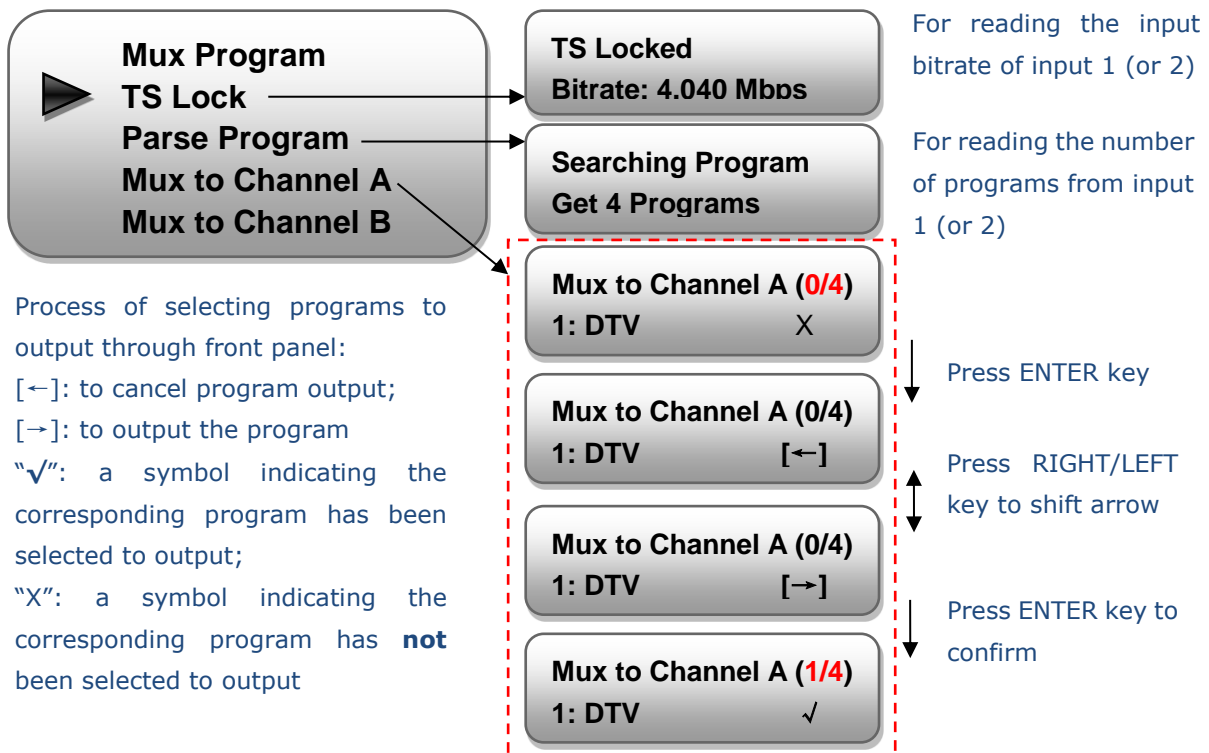 Mux Program
TS Lock
Parse Program
Mux to Channel A
Mux to Channel B
TS Locked
Bitrate: 4.040 Mbps
For reading the input
bitrate of input 1 (or 2)
Searching Program
Get 4 Programs
For reading the number
of programs from input
1 (or 2)
Process of selecting programs to
output through front panel:
[←]: to cancel program output;
[→]: to output the program
“√”: a symbol indicating the
corresponding program has been
selected to output;
“X”: a symbol indicating the
corresponding program has not
been selected to output
Mux to Channel A (0/4)
1: DTV X
Press ENTER key
Mux to Channel A (0/4)
1: DTV [←]
Press RIGHT/LEFT
key to shift arrow
Mux to Channel A (0/4)
1: DTV [→]
Press ENTER key to
confirm
Mux to Channel A (1/4)
1: DTV √